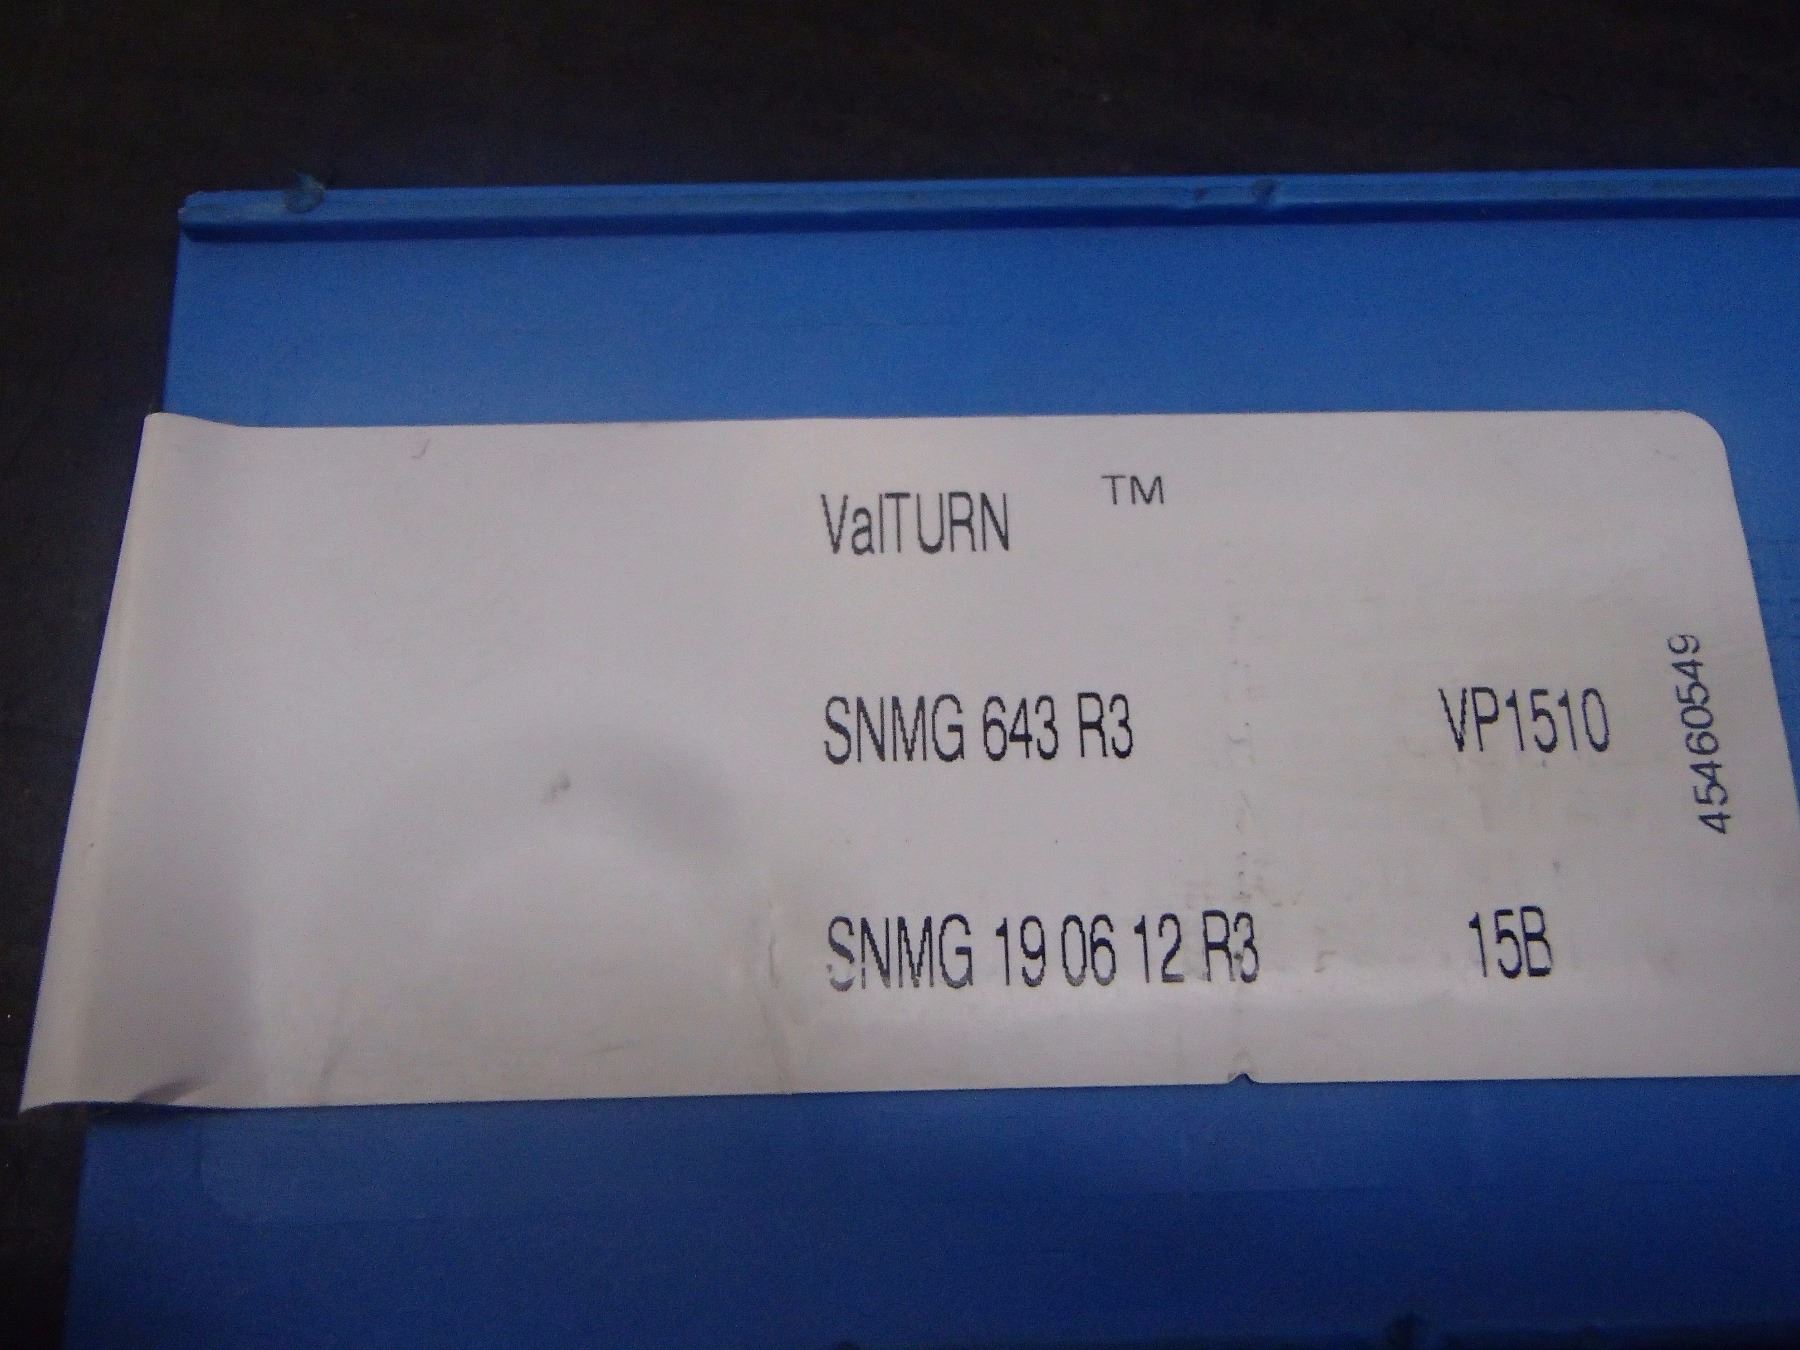 ValTURN ™
SNMG 643 R3 VP1510
SNMG 19 06 12 R3 15B
45460549